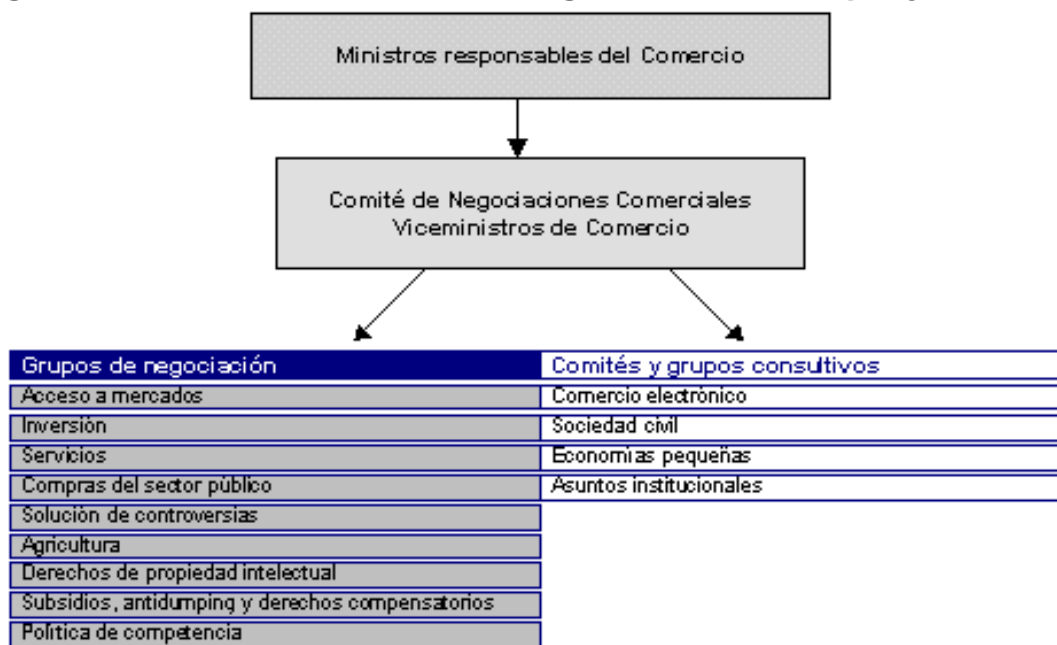 Ministros responsables del Comercio
Comité de Negociaciones Comerciales
Viceministros de Comercio
Grupos de negociación
Comités y grupos consultivos
Acceso a mercados
Comercio electrónico
Inversión
Sociedad civil
Servicios
Economías pequeñas
Compras del sector público
Asuntos institucionales
Solución de controversias
Agricultura
Derechos de propiedad intelectual
Subsidios, antidumping y derechos compensatorios
Política de competencia